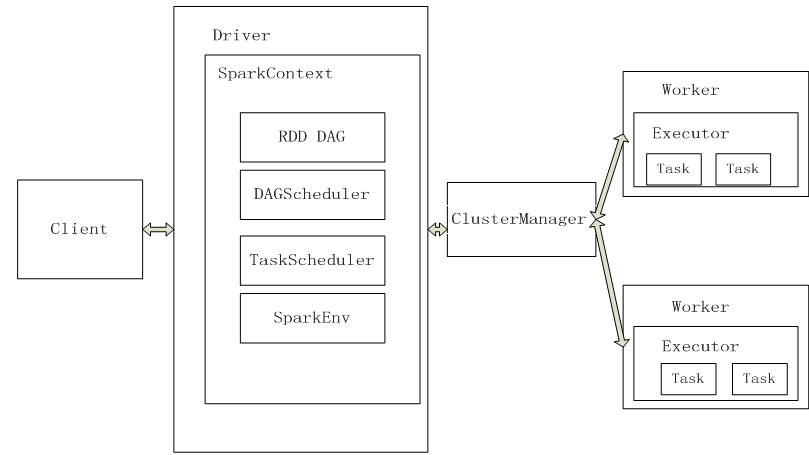 Driver
SparkContext
RDD DAG
DAGScheduler
TaskScheduler
SparkEnv
Client
ClusterManager
Worker
Executor
Task Task
Worker
Executor
Task Task